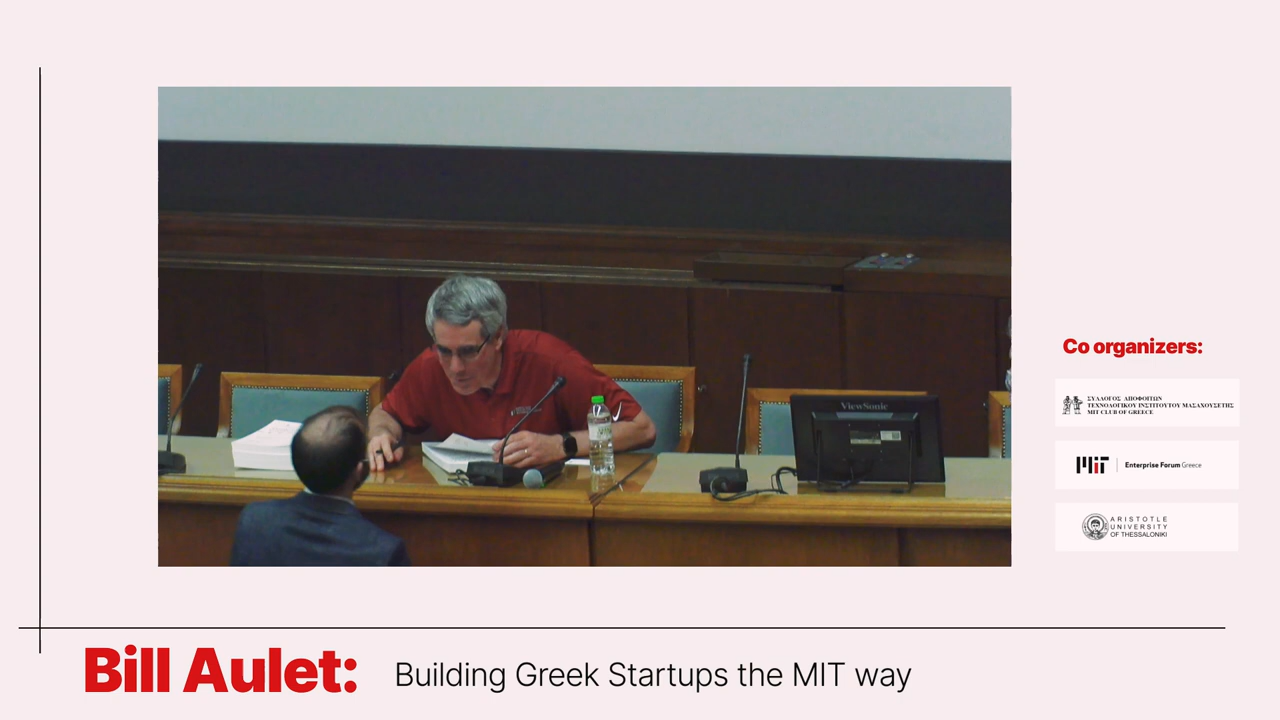 ViewSonic
Co organizers:
ΣΥΛΛΟΓΟΣ ΑΠΟΦΟΙΤΩΝ
ΤΕΧΝΟΛΟΓΙΚΟΥ ΙΝΣΤΙΤΟΥΤΟΥ ΜΑΣΑΧΟΥΣΕΤΗΣ
MIT CLUB OF GREECE
MIT Enterprise Forum Greece
ARISTOTLE
UNIVERSITY
OF THESSALONIKI
Bill Aulet: Building Greek Startups the MIT way